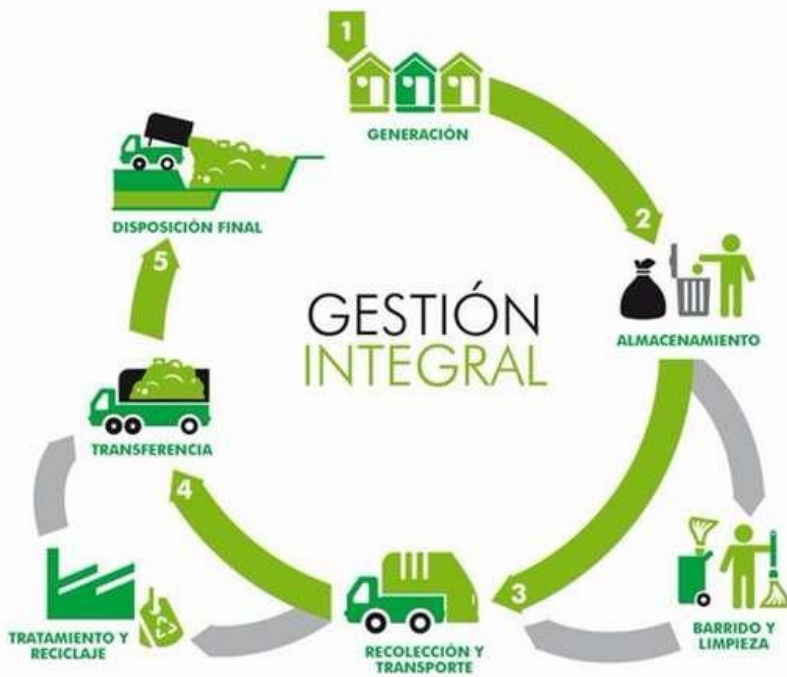 1
GENERACIÓN
2
ALMACENAMIENTO
BARRIDO Y
LIMPIEZA
3
RECOLECCIÓN Y
TRANSPORTE
TRATAMIENTO Y
RECICLAJE
4
TRANSFERENCIA
5
DISPOSICIÓN FINAL
GESTIÓN
INTEGRAL